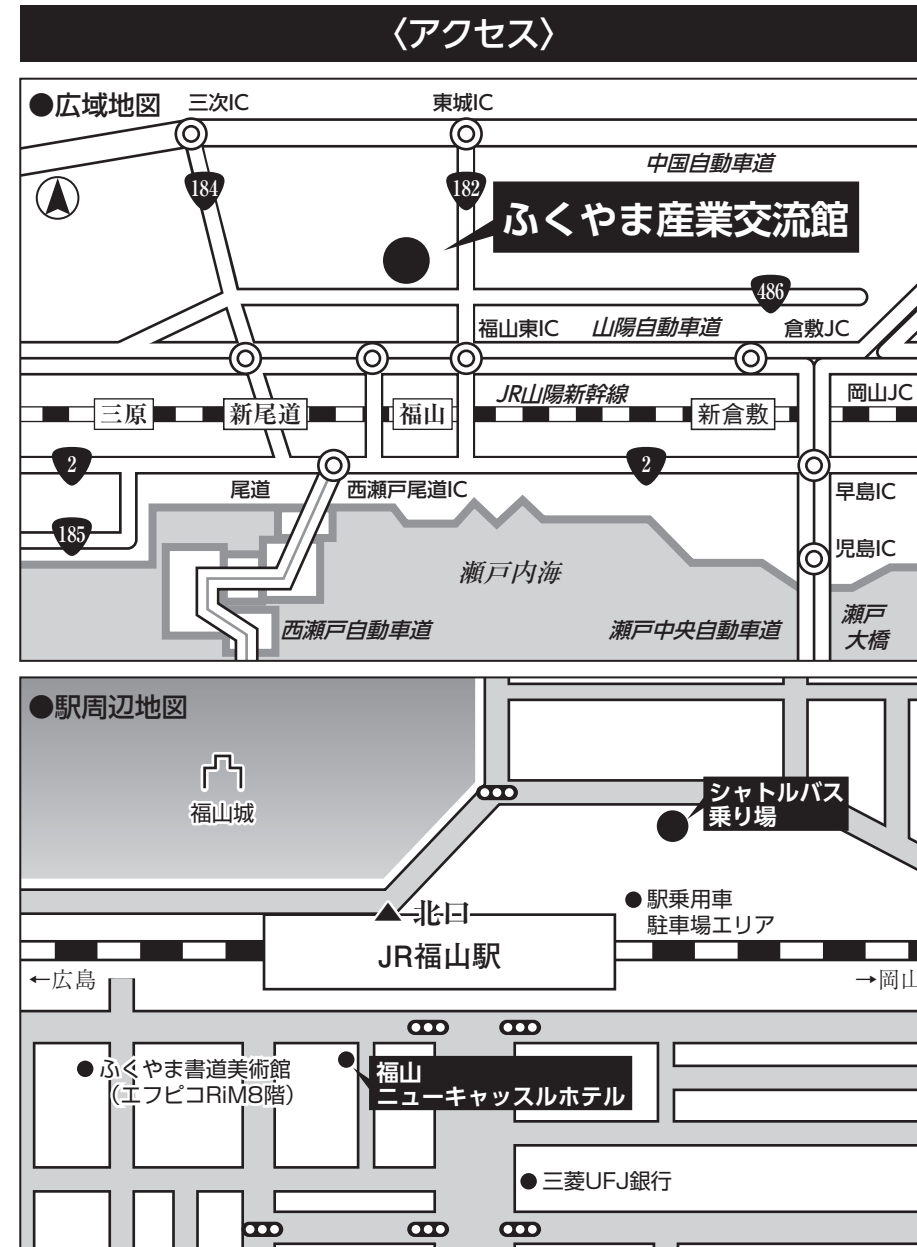 〈アクセス〉
●広域地図
三次IC
東城IC
中国自動車道
184
182
ふくやま産業交流館
486
福山東IC
山陽自動車道
倉敷JC
JR山陽新幹線
岡山JC
三原
新尾道
福山
新倉敷
2
2
尾道
西瀬戸尾道IC
早島IC
185
児島IC
瀬戸内海
西瀬戸自動車道
瀬戸中央自動車道
瀬戸
大橋
●駅周辺地図
福山城
シャトルバス
乗り場
●駅乗用車
駐車場エリア
▲北口
JR福山駅
←広島
→岡山
●ふくやま書道美術館
（エフピコRiM8階）
福山
ニューキャッスルホテル
●三菱UFJ銀行